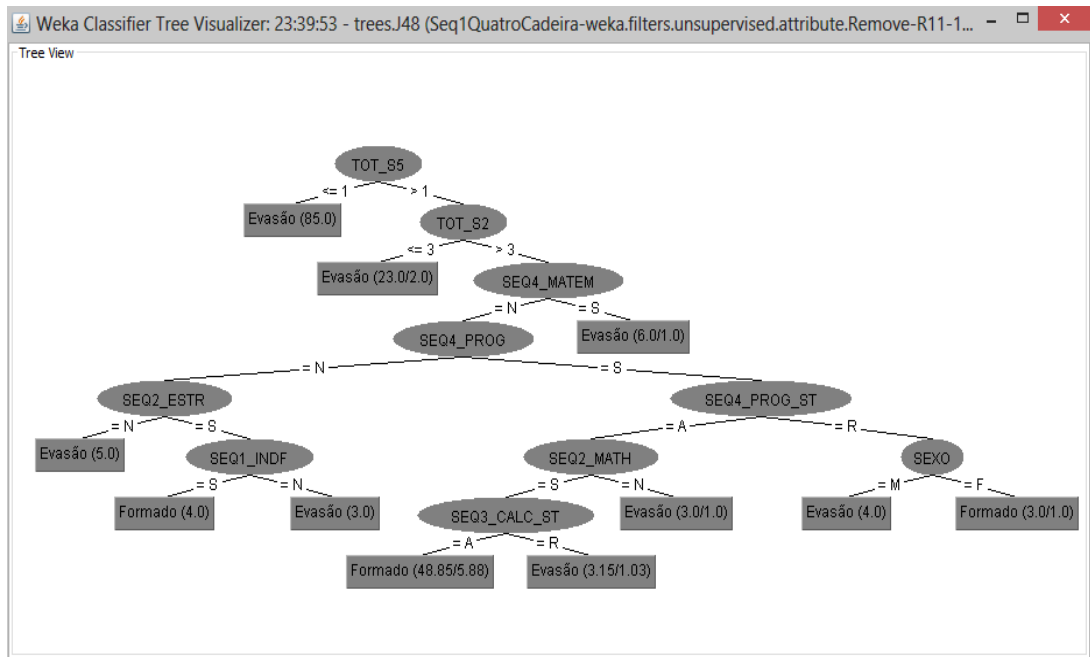 Weka Classifier Tree Visualizer: 23:39:53 - trees.J48 (Seq1QuatroCadeira-weka.filters.unsupervised.attribute.Remove-R11-1...
Tree View
TOT_S5
<= 1 > 1
Evasão (85.0) TOT_S2
<= 3 > 3
Evasão (23.0/2.0) SEQ4_MATEM
= N = S
SEQ4_PROG Evasão (6.0/1.0)
= N = S
SEQ2_ESTR SEQ4_PROG_ST
= N = S = A = R
Evasão (5.0) SEQ1_INDF SEQ2_MATH SEXO
= S = N = S = N = M = F
Formado (4.0) Evasão (3.0) SEQ3_CALC_ST Evasão (3.0/1.0) Evasão (4.0) Formado (3.0/1.0)
= A = R
Formado (48.85/5.88) Evasão (3.15/1.03)